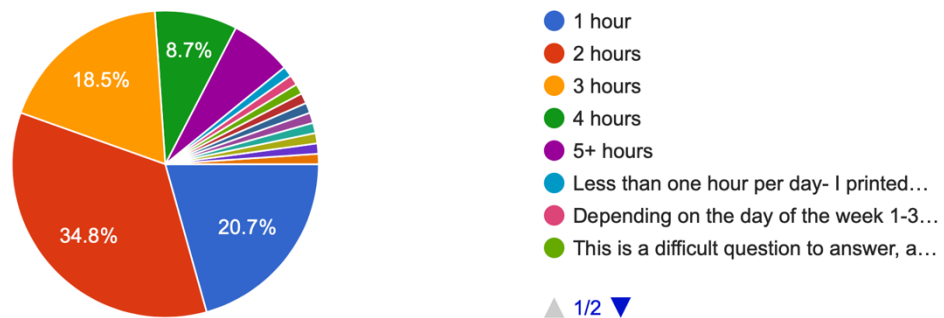 8.7%
18.5%
34.8%
20.7%
1 hour
2 hours
3 hours
4 hours
5+ hours
Less than one hour per day- I printed…
Depending on the day of the week 1-3…
This is a difficult question to answer, a…
1/2